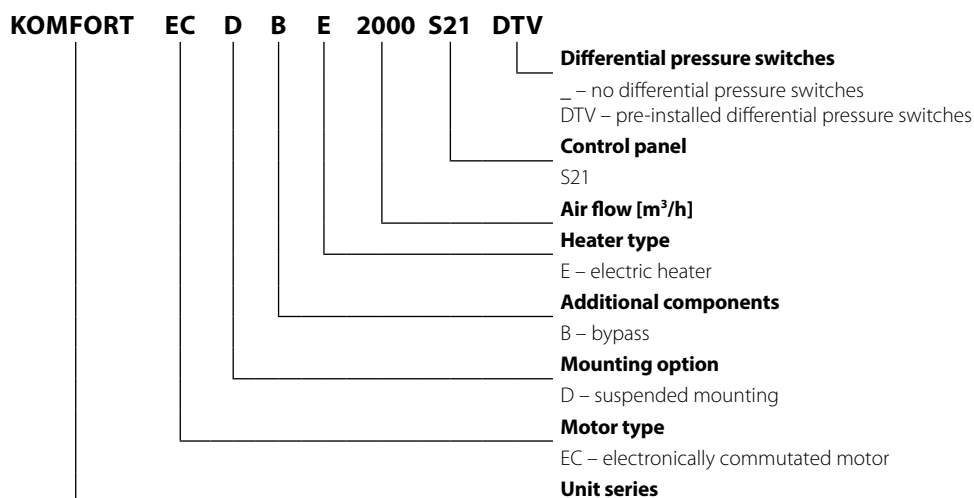 KOMFORT EC D B E 2000 S21 DTV
Differential pressure switches
_ – no differential pressure switches
DTV – pre-installed differential pressure switches
Control panel
S21
Air flow [m³/h]
Heater type
E – electric heater
Additional components
B – bypass
Mounting option
D – suspended mounting
Motor type
EC – electronically commutated motor
Unit series